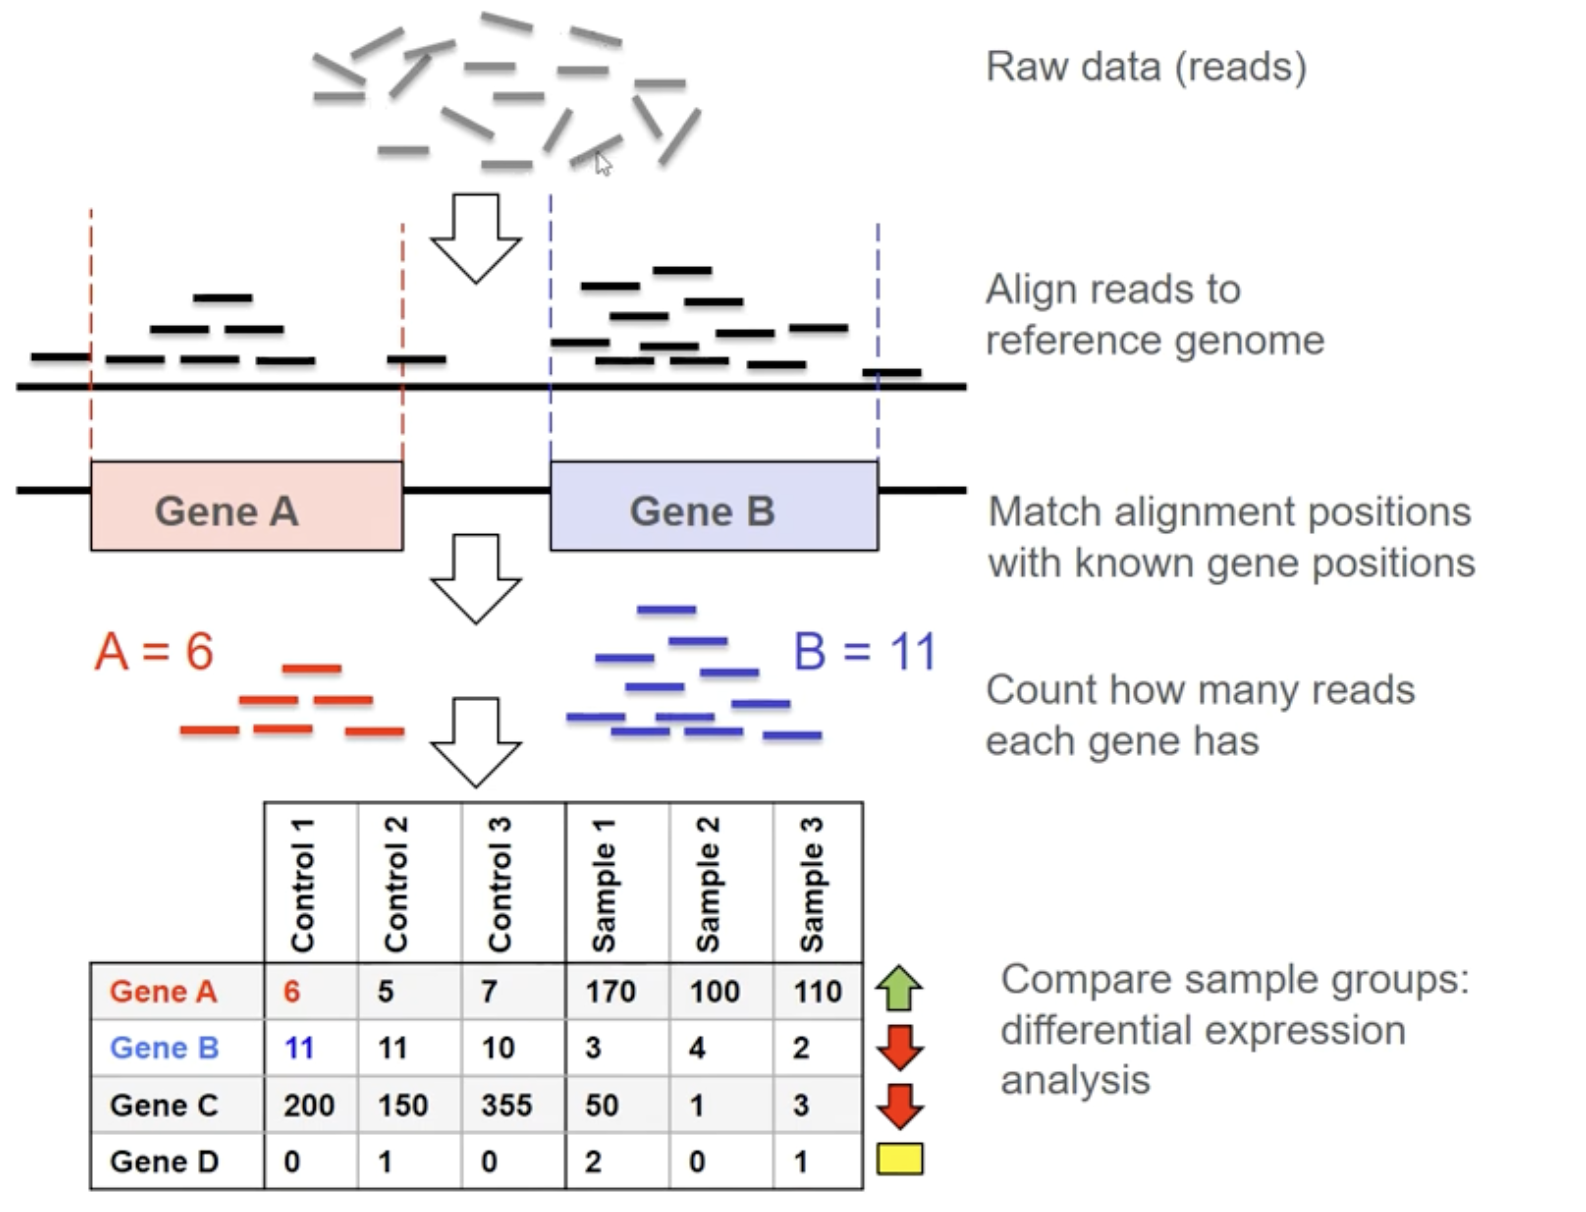 Raw data (reads)
Align reads to
reference genome
Gene A
Gene B
Match alignment positions
with known gene positions
A = 6
B = 11
Count how many reads
each gene has
Control 1 Control 2 Control 3 Sample 1 Sample 2 Sample 3
Gene A 6 5 7 170 100 110
Gene B 11 11 10 3 4 2
Gene C 200 150 355 50 1 3
Gene D 0 1 0 2 0 1
Compare sample groups:
differential expression
analysis